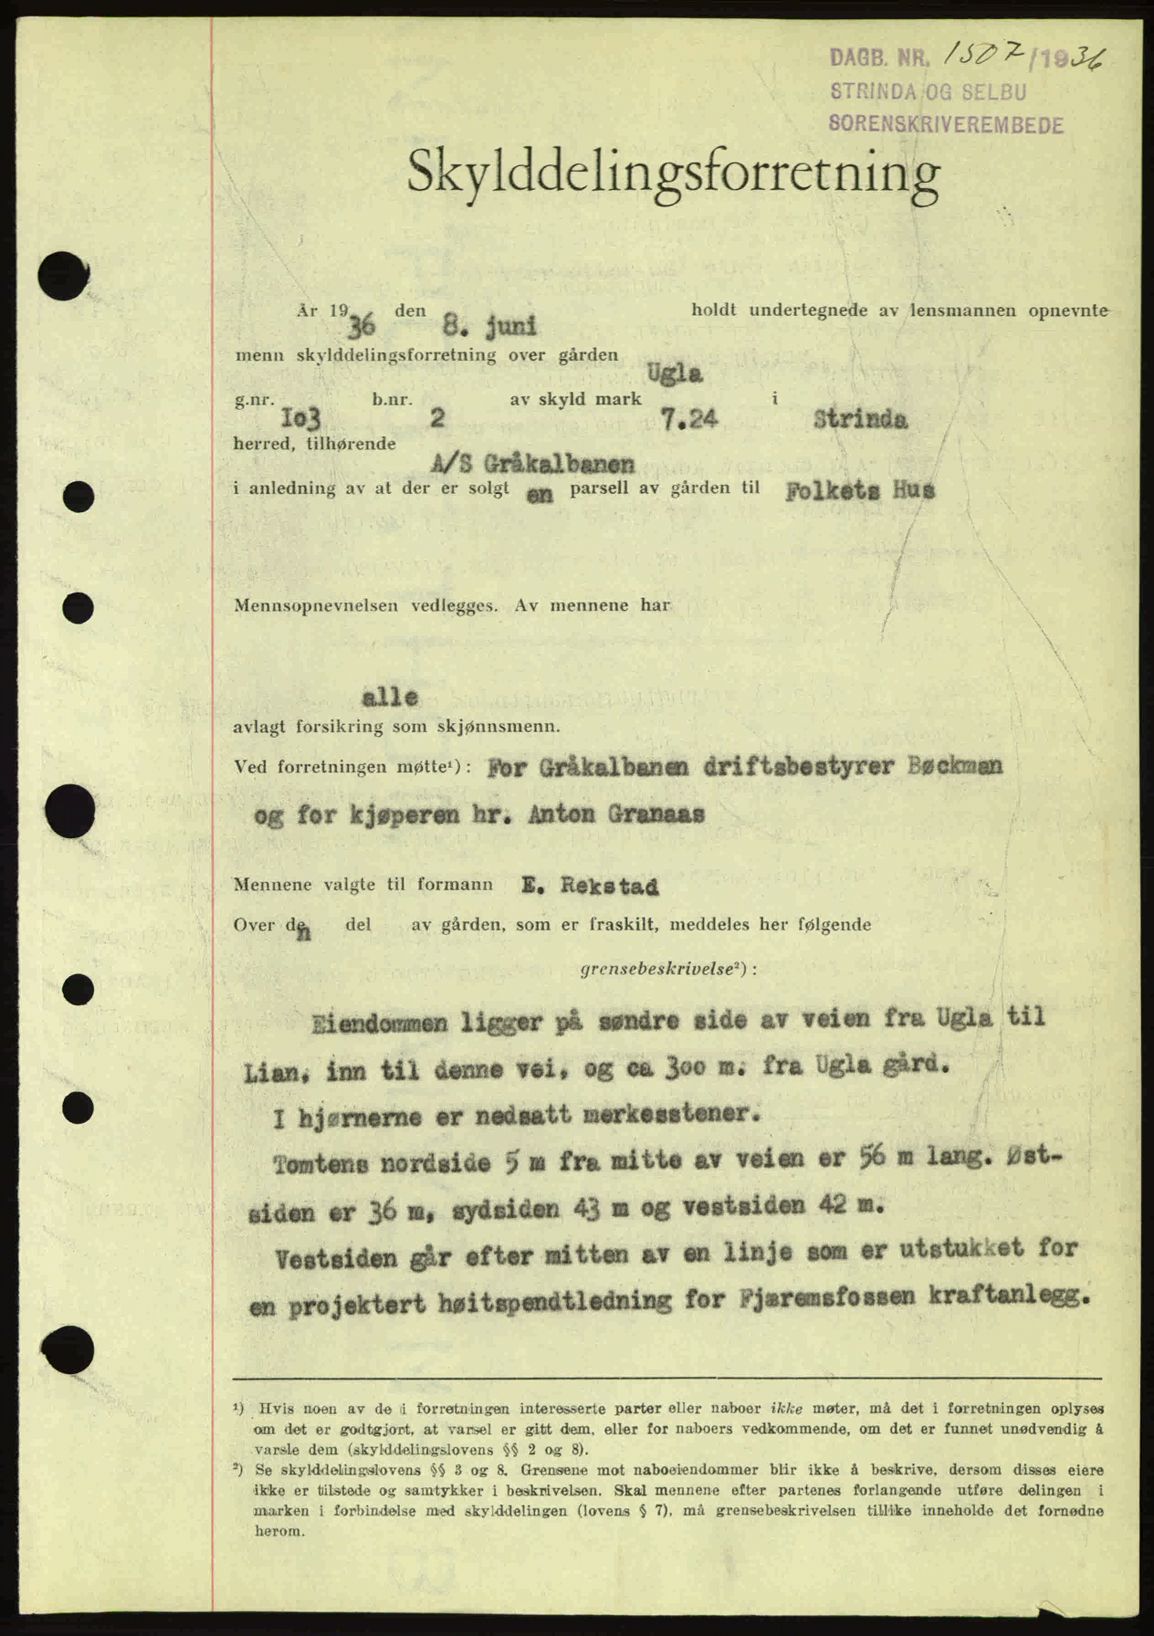 DAGB. NR. 1507/1936
STRINDA OG SELBU
SORENSKRIVEREMBEDE
Skylddelingsforretning
År 1936 den 8. juni holdt undertegnede av lensmannen opnevnte
menn skylddelingsforretning over gården Ugla
g.nr. Io3 b.nr. 2 av skyld mark 7.24 i Strinda
herred, tilhørende A/S Gråkalbanen
i anledning av at der er solgt en parsell av gården til Folkets Hus
Mennsopnevnelsen vedlegges. Av mennene har
alle
avlagt forsikring som skjønnsmenn.
Ved forretningen møtte¹): For Gråkalbanen driftsbestyrer Bøckman
og for kjøperen hr. Anton Granaas
Mennene valgte til formann E. Rekstad
Over den del av gården, som er fraskilt, meddeles her følgende
grensebeskrivelse²):
Eiendommen ligger på søndre side av veien fra Ugla til
Lian, inn til denne vei, og ca 300 m. fra Ugla gård.
I hjørnerne er nedsatt merkesstener.
Tomtens nordside 5 m fra mitte av veien er 56 m lang. Øst-
siden er 36 m, sydsiden 43 m og vestsiden 42 m.
Vestsiden går efter mitten av en linje som er utstukket for
en projektert høitspendtledning for Fjæremsfossen kraftanlegg.
¹) Hvis noen av de i forretningen interesserte parter eller naboer ikke møter, må det i forretningen oplyses
om det er godtgjort, at varsel er gitt dem, eller for naboers vedkommende, om det er funnet unødvendig å
varsle dem (skylddelingslovens §§ 2 og 8).
²) Se skylddelingslovens §§ 3 og 8. Grensene mot naboeiendommer blir ikke å beskrive, dersom disses eiere
ikke er tilstede og samtykker i beskrivelsen. Skal mennene efter partenes forlangende utføre delingen i
marken i forbindelse med skylddelingen (lovens § 7), må grensebeskrivelsen tillike inneholde det fornødne
herom.